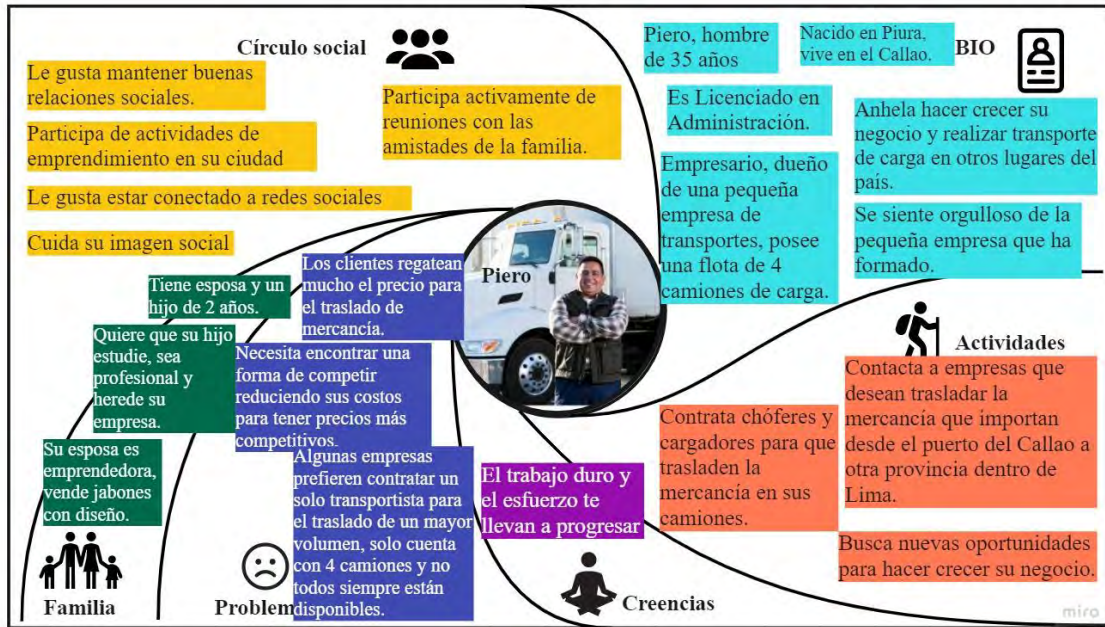 Círculo social
Le gusta mantener buenas
relaciones sociales.
Participa de actividades de
emprendimiento en su ciudad
Le gusta estar conectado a redes sociales
Cuida su imagen social
Participa activamente de
reuniones con las
amistades de la familia.
Piero, hombre
de 35 años
Nacido en Piura,
vive en el Callao.
BIO
Es Licenciado en
Administración.
Empresario, dueño
de una pequeña
empresa de
transportes, posee
una flota de 4
camiones de carga.
Anhela hacer crecer su
negocio y realizar transporte
de carga en otros lugares del
país.
Se siente orgulloso de la
pequeña empresa que ha
formado.
Piero
Tiene esposa y un
hijo de 2 años.
Quiere que su hijo
estudie, sea
profesional y
herede su
empresa.
Su esposa es
emprendedora,
vende jabones
con diseño.
Familia
Los clientes regatean
mucho el precio para
el traslado de
mercancía.
Necesita encontrar una
forma de competir
reduciendo sus costos
para tener precios más
competitivos.
Algunas empresas
prefieren contratar un
solo transportista para
el traslado de un mayor
volumen, solo cuenta
con 4 camiones y no
todos siempre están
disponibles.
Problem
El trabajo duro y
el esfuerzo te
llevan a progresar
Creencias
Actividades
Contrata chóferes y
cargadores para que
trasladen la
mercancía en sus
camiones.
Contacta a empresas que
desean trasladar la
mercancía que importan
desde el puerto del Callao a
otra provincia dentro de
Lima.
Busca nuevas oportunidades
para hacer crecer su negocio.
miro